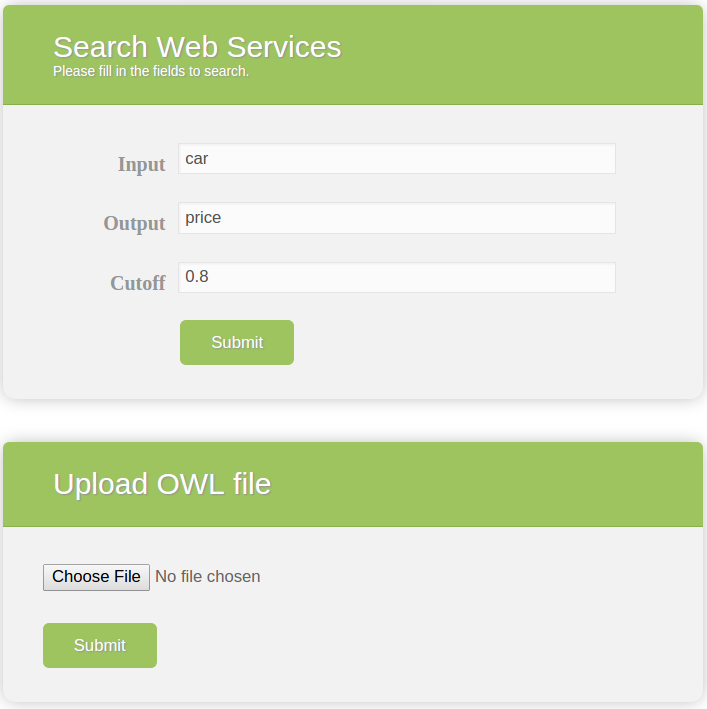 Search Web Services
Please fill in the fields to search.
Input car
Output price
Cutoff 0.8
Submit
Upload OWL file
Choose File No file chosen
Submit